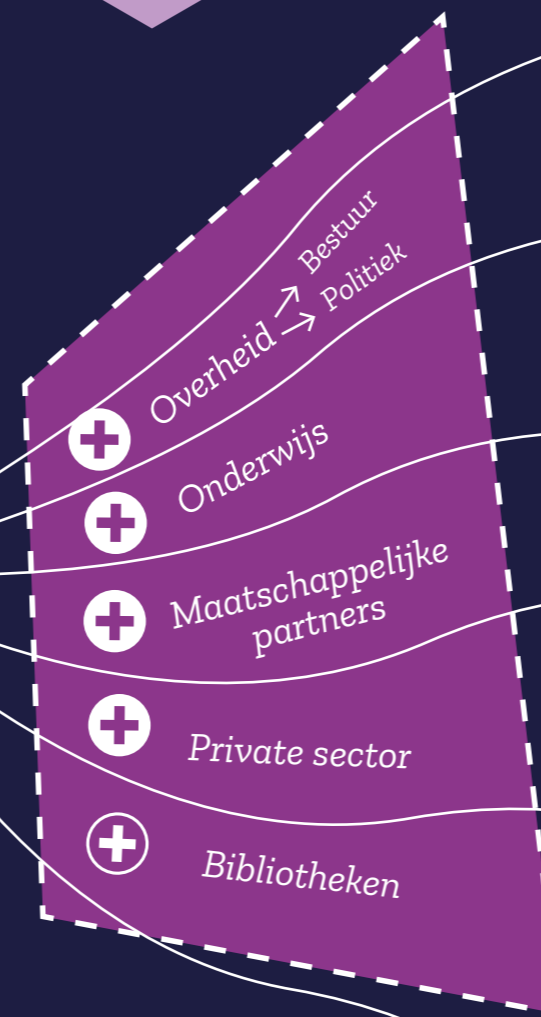 Overheid
Bestuur
Politiek
Onderwijs
Maatschappelijke
partners
Private sector
Bibliotheken